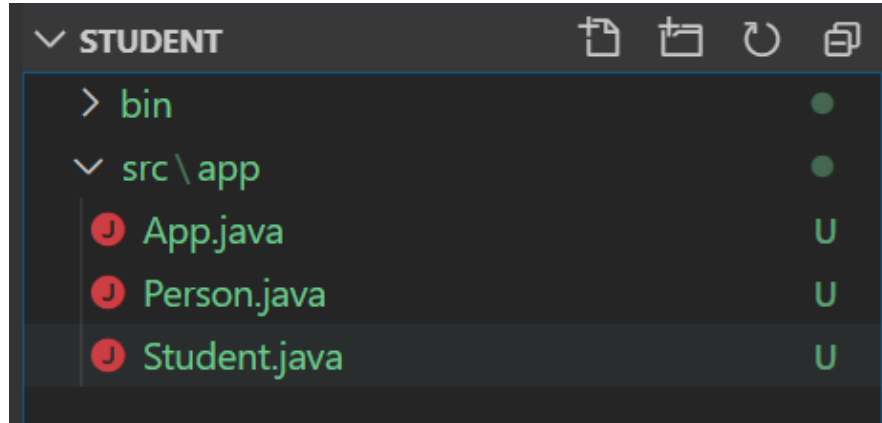 STUDENT
bin
src\app
J App.java U
J Person.java U
J Student.java U